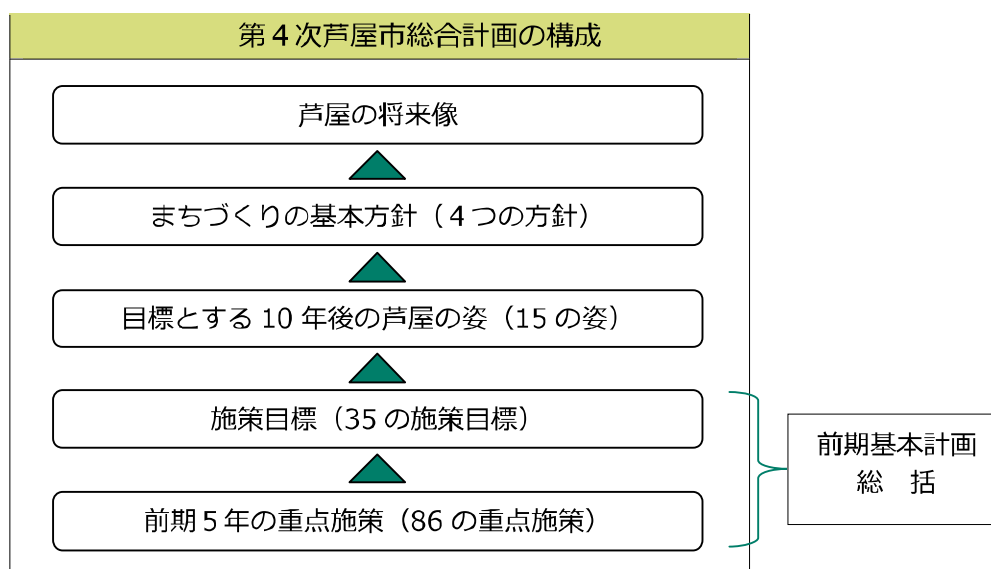 第4次芦屋市総合計画の構成
芦屋の将来像
まちづくりの基本方針（4つの方針）
目標とする 10 年後の芦屋の姿（15 の姿）
施策目標（35 の施策目標）
前期5年の重点施策（86 の重点施策）
前期基本計画
総　括